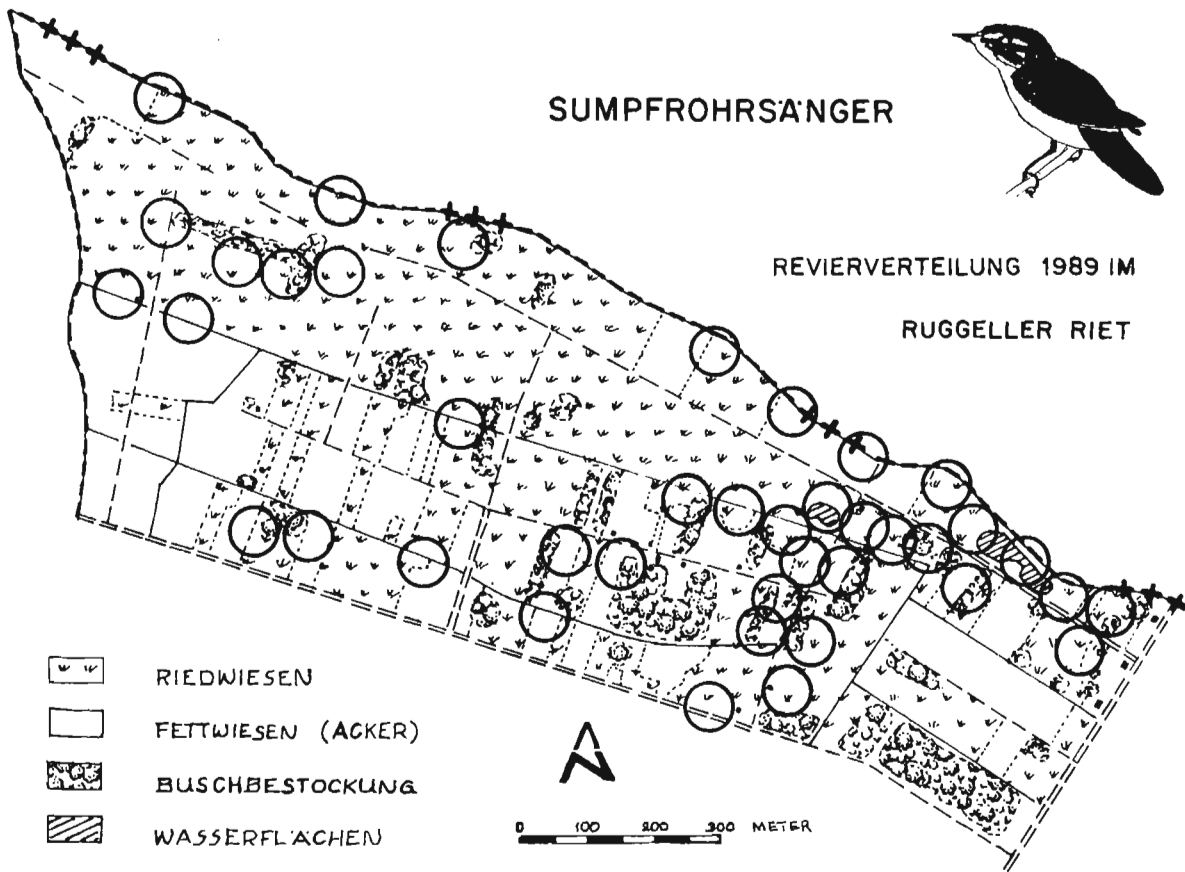 SUMPFROHRSÄNGER
REVIERVERTEILUNG 1989 IM
RUGGELLER RIET
RIEDWIESEN
FETTWIESEN (ACKER)
BUSCHBESTOCKUNG
WASSERFLÄCHEN
N
0 100 200 300 METER